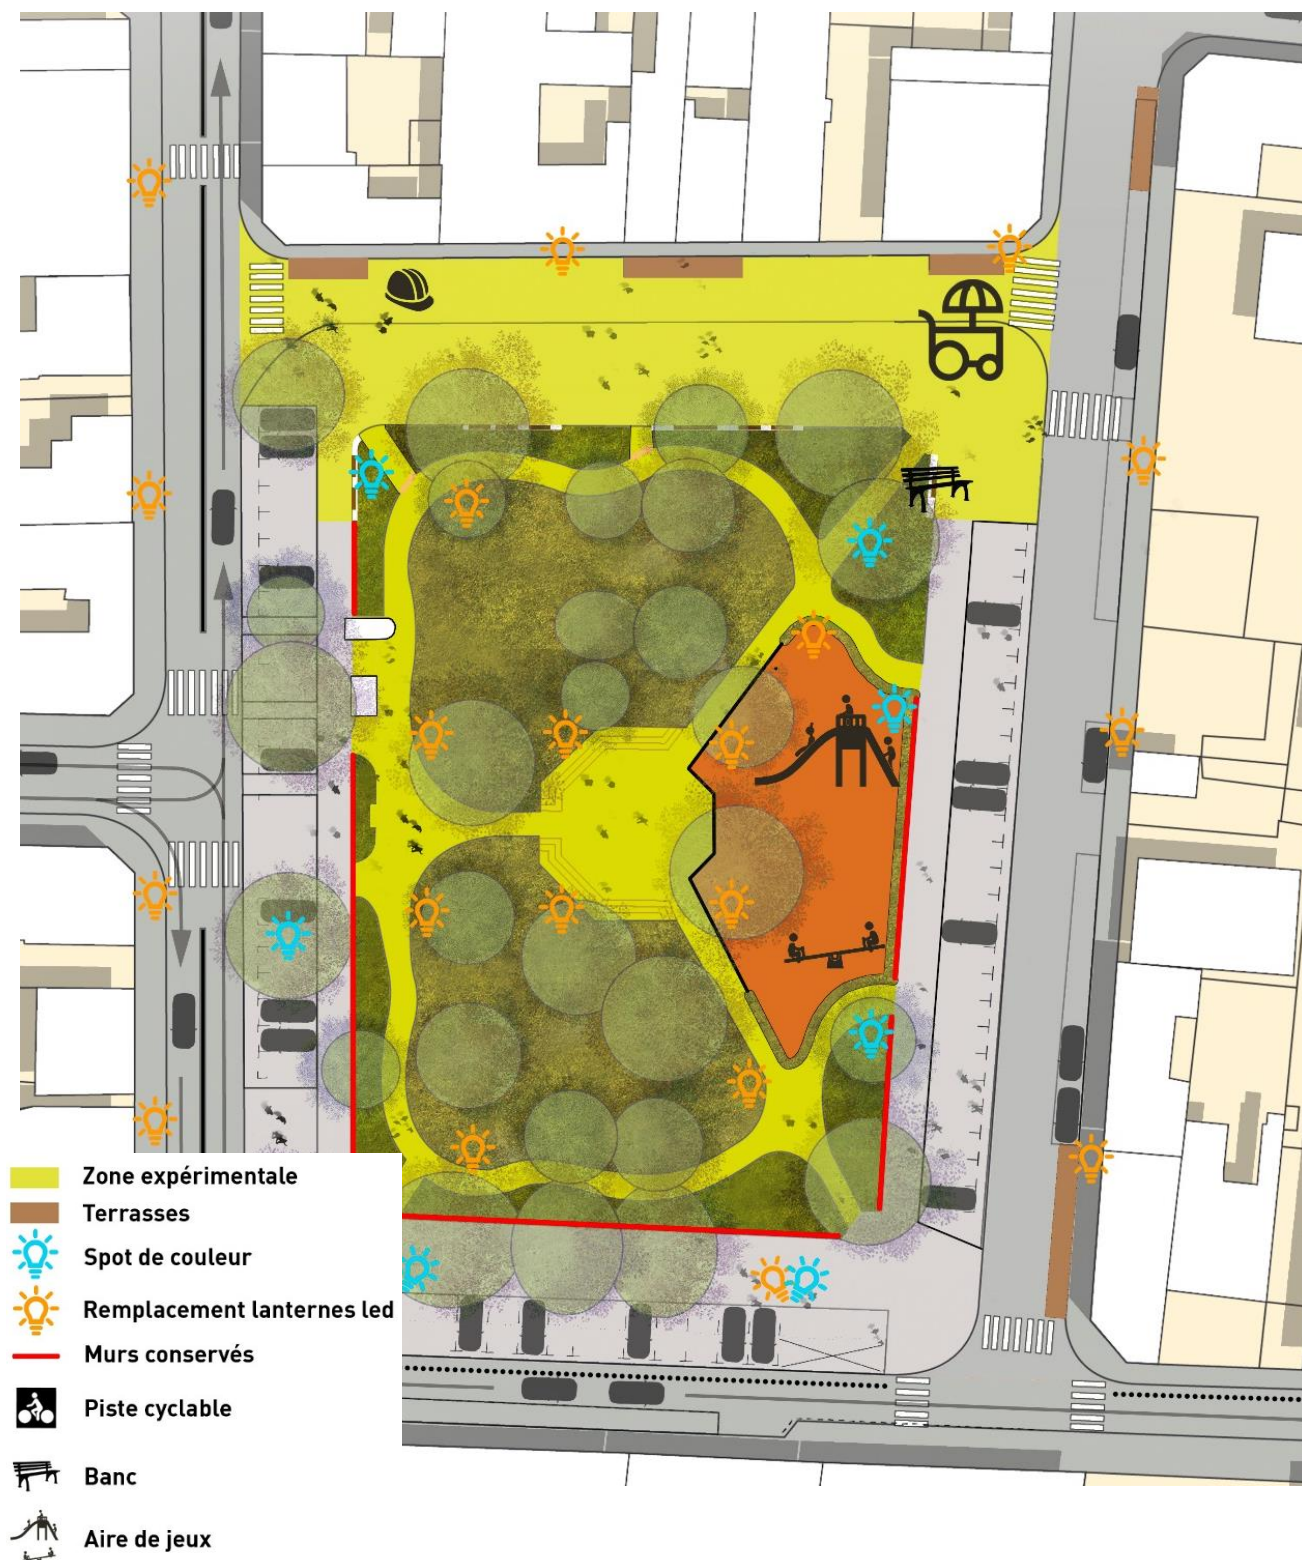 Zone expérimentale
Terrasses
Spot de couleur
Remplacement lanternes led
Murs conservés
Piste cyclable
Banc
Aire de jeux